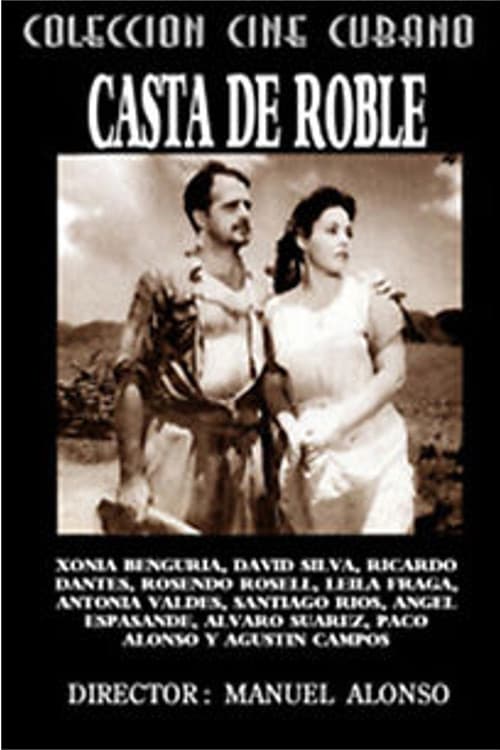 COLECCION CINE CUBANO
CASTA DE ROBLE
XONIA BENGURIA, DAVID SILVA, RICARDO
DANTES, ROSENDO ROSELL, LEILA FRAGA,
ANTONIA VALDES, SANTIAGO RIOS, ANGEL
ESPASANDE, ALVARO SUAREZ, PACO
ALONSO Y AGUSTIN CAMPOS
DIRECTOR: MANUEL ALONSO